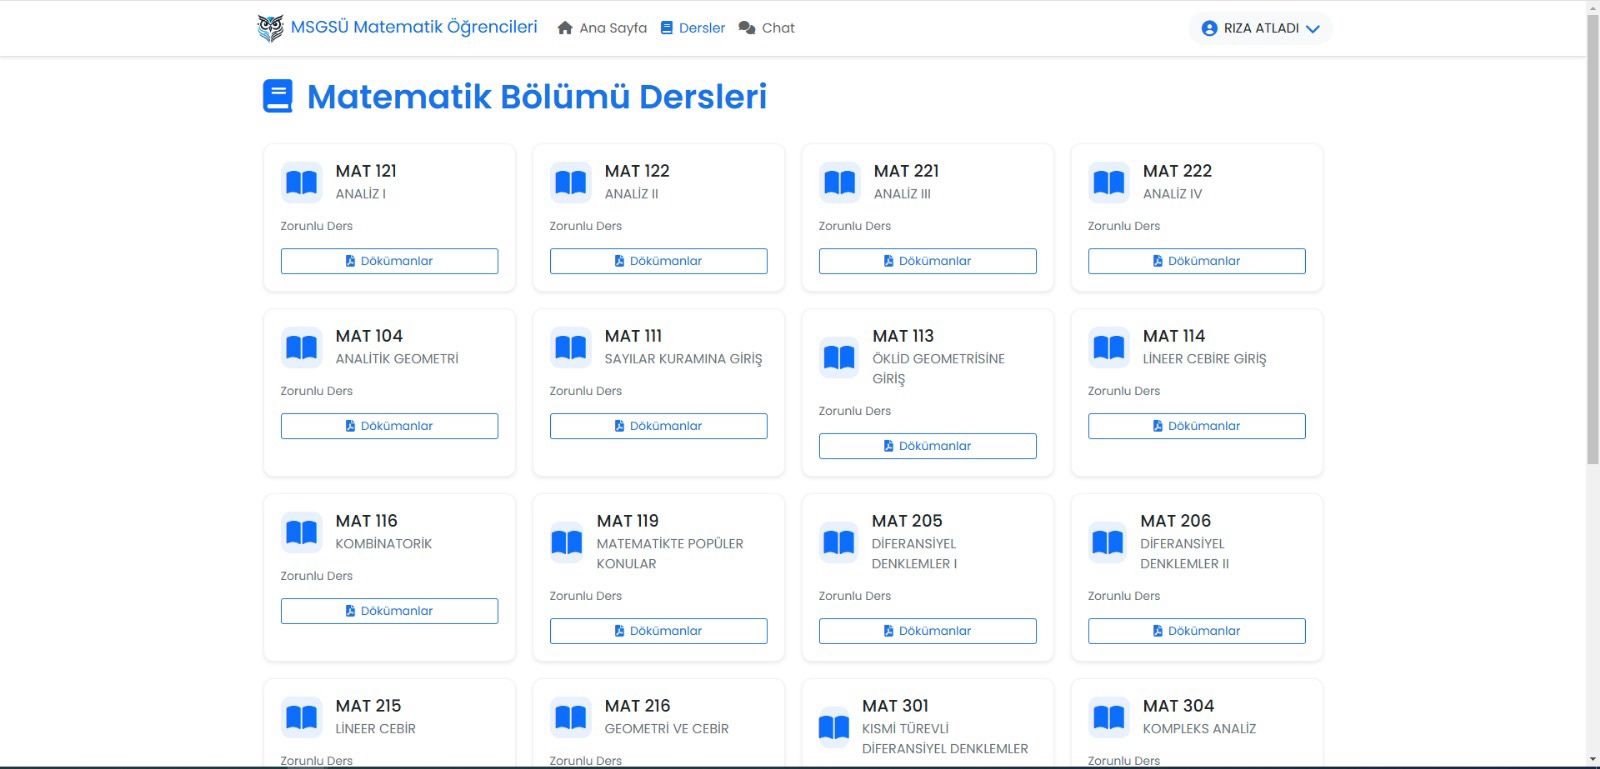 MSGSÜ Matematik Öğrencileri Ana Sayfa Dersler Chat RIZA ATLADI
Matematik Bölümü Dersleri
MAT 121
ANALİZ I
Zorunlu Ders
Dökümanlar
MAT 122
ANALİZ II
Zorunlu Ders
Dökümanlar
MAT 221
ANALİZ III
Zorunlu Ders
Dökümanlar
MAT 222
ANALİZ IV
Zorunlu Ders
Dökümanlar
MAT 104
ANALİTİK GEOMETRİ
Zorunlu Ders
Dökümanlar
MAT 111
SAYILAR KURAMINA GİRİŞ
Zorunlu Ders
Dökümanlar
MAT 113
ÖKLİD GEOMETRİSİNE
GİRİŞ
Zorunlu Ders
Dökümanlar
MAT 114
LİNEER CEBİRE GİRİŞ
Zorunlu Ders
Dökümanlar
MAT 116
KOMBİNATORİK
Zorunlu Ders
Dökümanlar
MAT 119
MATEMATİKTE POPÜLER
KONULAR
Zorunlu Ders
Dökümanlar
MAT 205
DİFERANSİYEL
DENKLEMLER I
Zorunlu Ders
Dökümanlar
MAT 206
DİFERANSİYEL
DENKLEMLER II
Zorunlu Ders
Dökümanlar
MAT 215
LİNEER CEBİR
Zorunlu Ders
MAT 216
GEOMETRİ VE CEBİR
Zorunlu Ders
MAT 301
KISMİ TÜREVLİ
DİFERANSİYEL DENKLEMLER
MAT 304
KOMPLEKS ANALİZ
Zorunlu Ders